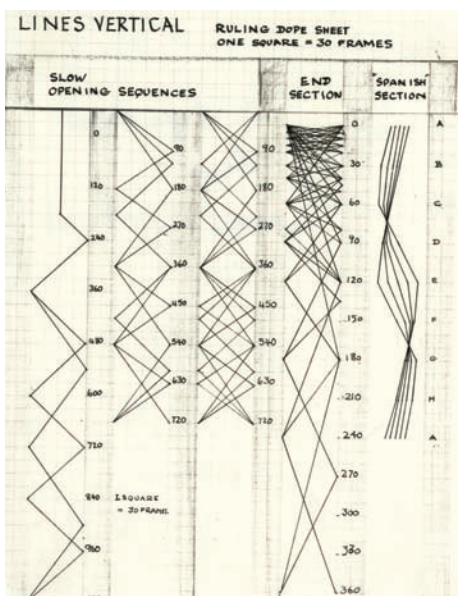 LINES VERTICAL
RULING DOPE SHEET
ONE SQUARE = 30 FRAMES
SLOW
OPENING SEQUENCES
END
SECTION
"SPANISH"
SECTION
0
120
240
360
480
600
720
840
960
90
180
270
360
450
540
630
720
1 SQUARE
= 30 FRAMES
90
180
270
360
450
540
630
720
0
30
60
90
120
150
180
210
240
270
300
330
360
A
B
C
D
E
F
G
H
A